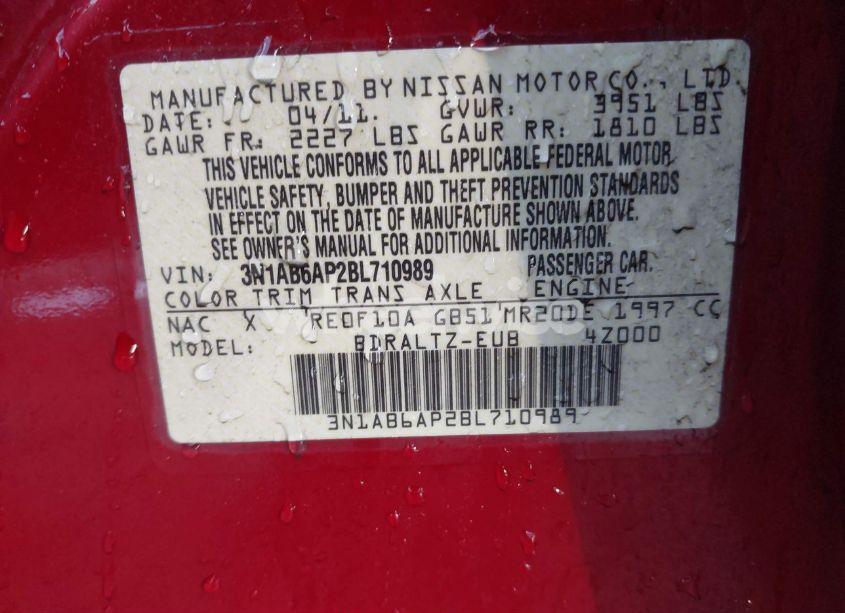 MANUFACTURED BY NISSAN MOTOR CO., LTD.
DATE: 04/11. GVWR: 3951 LBS
GAWR FR: 2227 LBS GAWR RR: 1810 LBS
THIS VEHICLE CONFORMS TO ALL APPLICABLE FEDERAL MOTOR
VEHICLE SAFETY, BUMPER AND THEFT PREVENTION STANDARDS
IN EFFECT ON THE DATE OF MANUFACTURE SHOWN ABOVE.
SEE OWNER'S MANUAL FOR ADDITIONAL INFORMATION
VIN: 3N1AB6AP2BL710989 PASSENGER CAR.
COLOR TRIM TRANS AXLE ENGINE
NAC X RE0F10A GB51 MR20DE 1997 CC
MODEL: BDRALTZ-EUB 4Z000
3N1AB6AP2BL710989